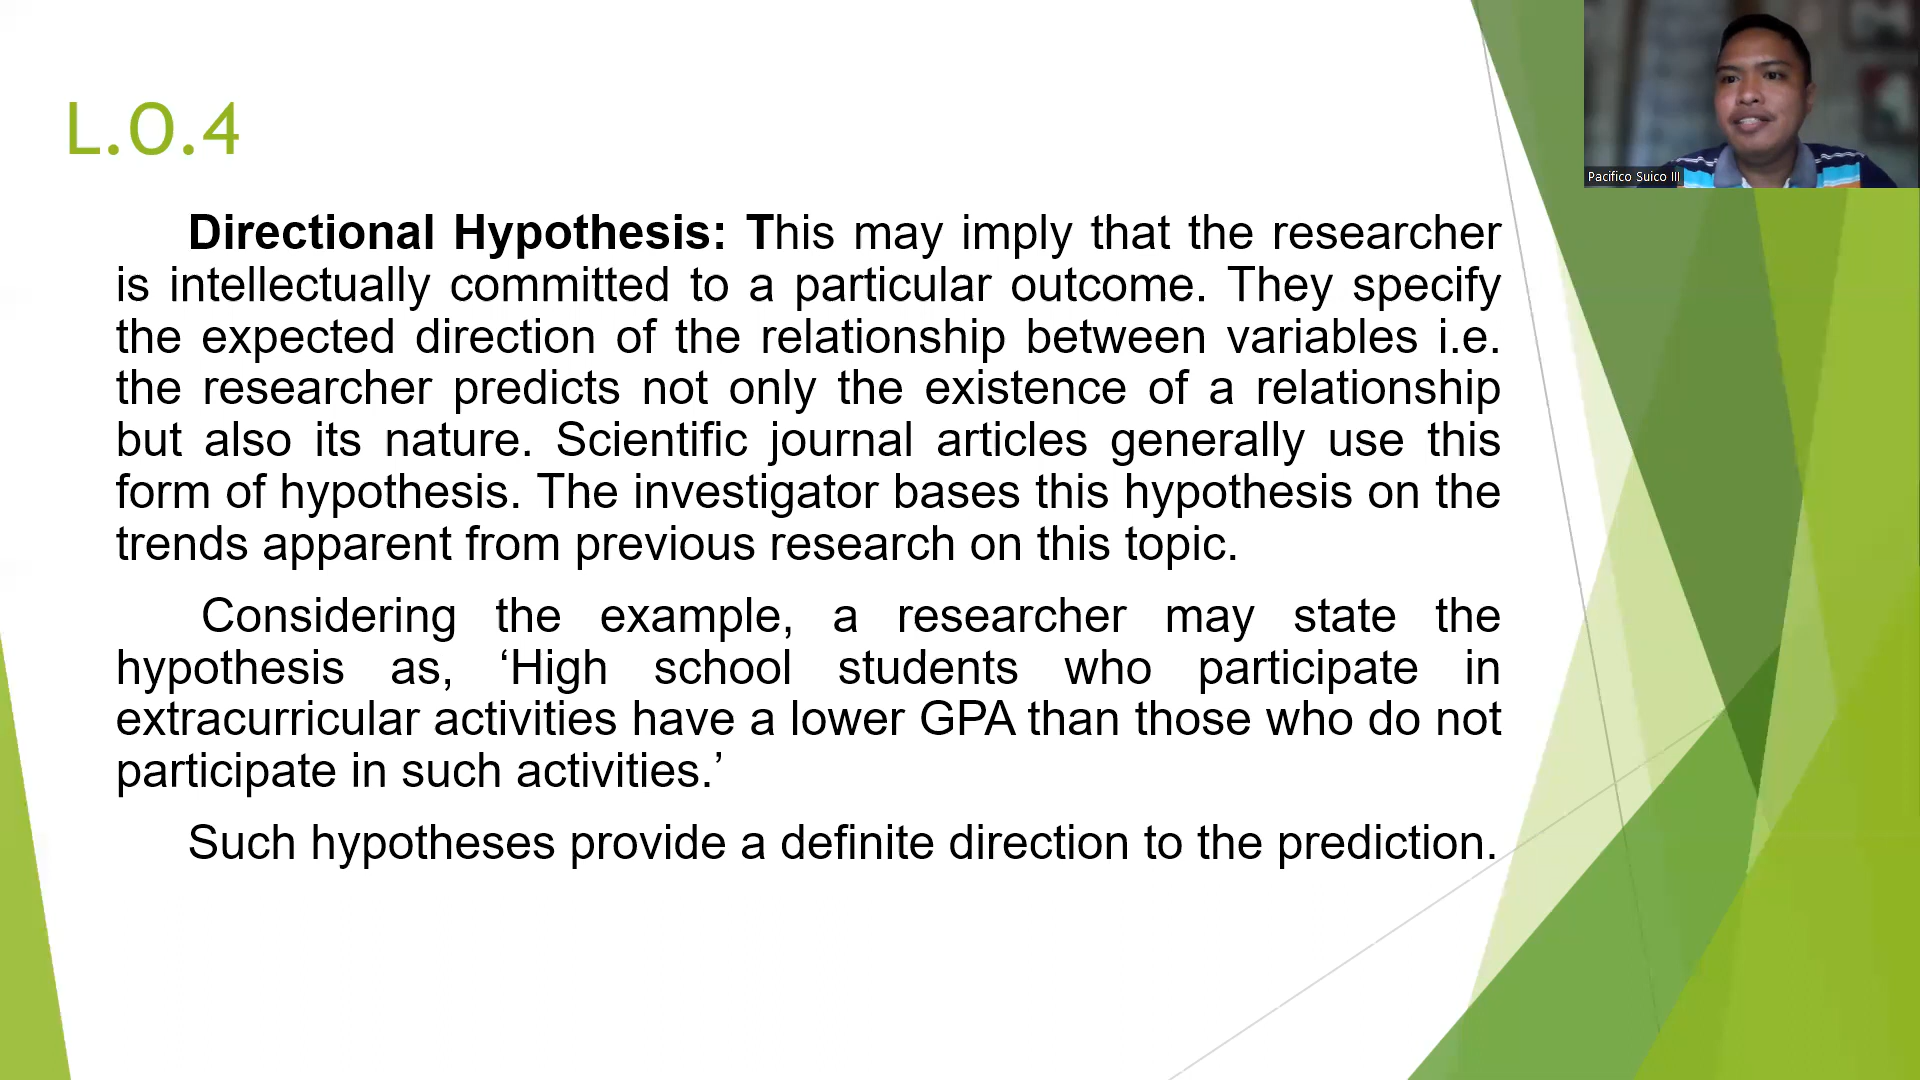 L.O.4
Pacifico Suico III
Directional Hypothesis: This may imply that the researcher
is intellectually committed to a particular outcome. They specify
the expected direction of the relationship between variables i.e.
the researcher predicts not only the existence of a relationship
but also its nature. Scientific journal articles generally use this
form of hypothesis. The investigator bases this hypothesis on the
trends apparent from previous research on this topic.
Considering the example, a researcher may state the
hypothesis as, ‘High school students who participate in
extracurricular activities have a lower GPA than those who do not
participate in such activities.’
Such hypotheses provide a definite direction to the prediction.